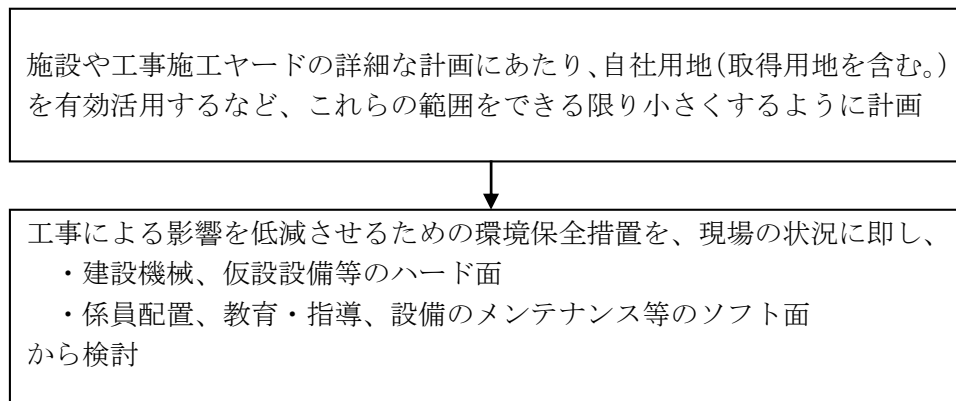 施設や工事施工ヤードの詳細な計画にあたり、自社用地(取得用地を含む。)
を有効活用するなど、これらの範囲をできる限り小さくするように計画
工事による影響を低減させるための環境保全措置を、現場の状況に即し、
・建設機械、仮設設備等のハード面
・係員配置、教育・指導、設備のメンテナンス等のソフト面
から検討